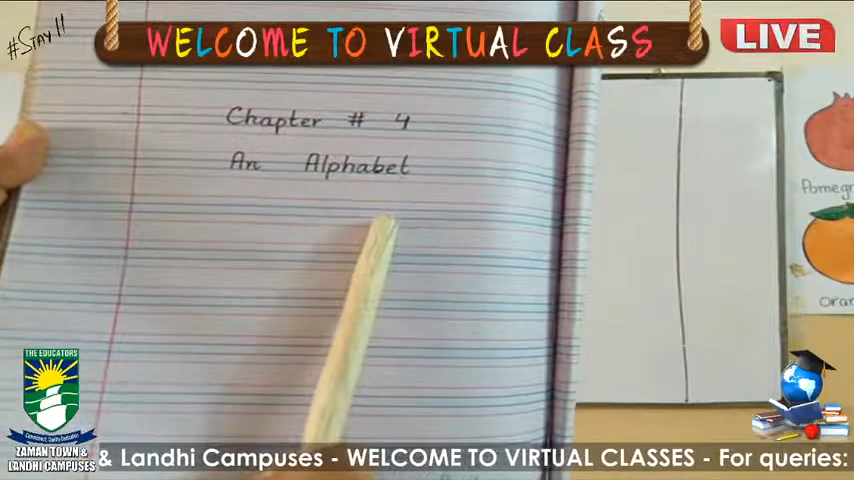 #Stay
WELCOME TO VIRTUAL CLASS
LIVE
Chapter # 4
An Alphabet
Pomegr
Oran
THE EDUCATORS
ZAMAN TOWN &
LANDHI CAMPUSES
& Landhi Campuses - WELCOME TO VIRTUAL CLASSES - For queries: